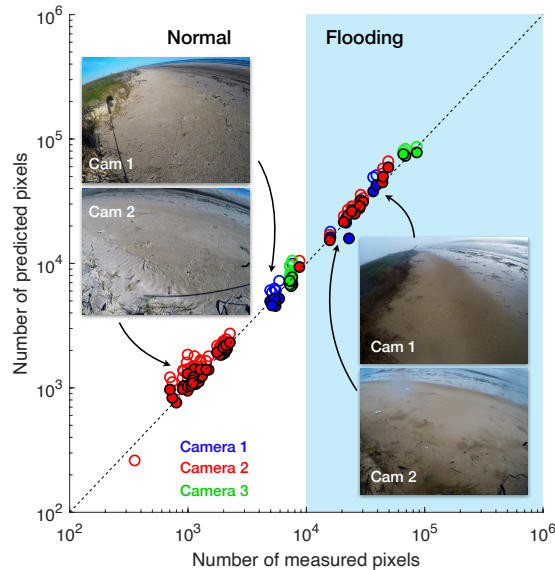 Normal
Flooding
Cam 1
Cam 2
Cam 1
Cam 2
Camera 1
Camera 2
Camera 3
10^6
10^5
10^4
10^3
10^2
Number of predicted pixels
10^2
10^3
10^4
10^5
10^6
Number of measured pixels